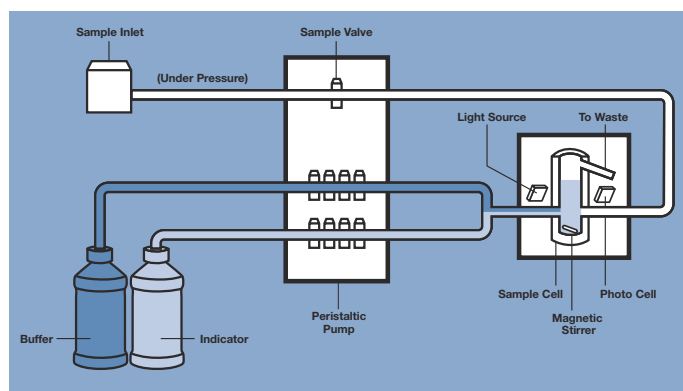 Sample Inlet
Sample Valve
(Under Pressure)
Light Source
To Waste
Sample Cell
Photo Cell
Magnetic
Stirrer
Peristaltic
Pump
Buffer
Indicator